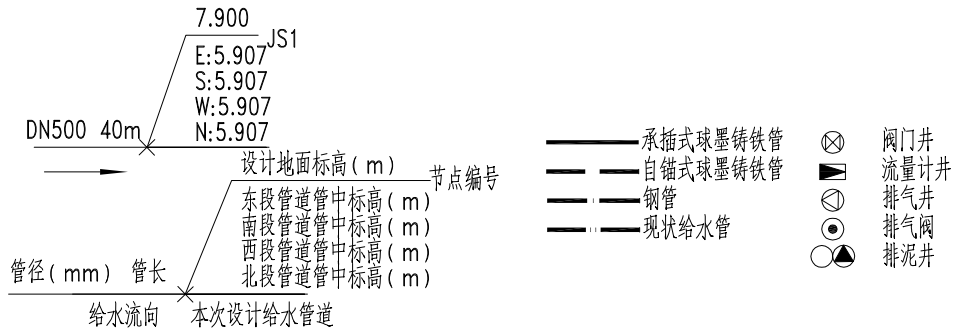 7.900
JS1
E:5.907
S:5.907
W:5.907
N:5.907
DN500 40m
设计地面标高(m)
节点编号
东段管道管中标高(m)
南段管道管中标高(m)
西段管道管中标高(m)
北段管道管中标高(m)
管径(mm) 管长
给水流向 本次设计给水管道
承插式球墨铸铁管
自锚式球墨铸铁管
钢管
现状给水管
阀门井
流量计井
排气井
排气阀
排泥井